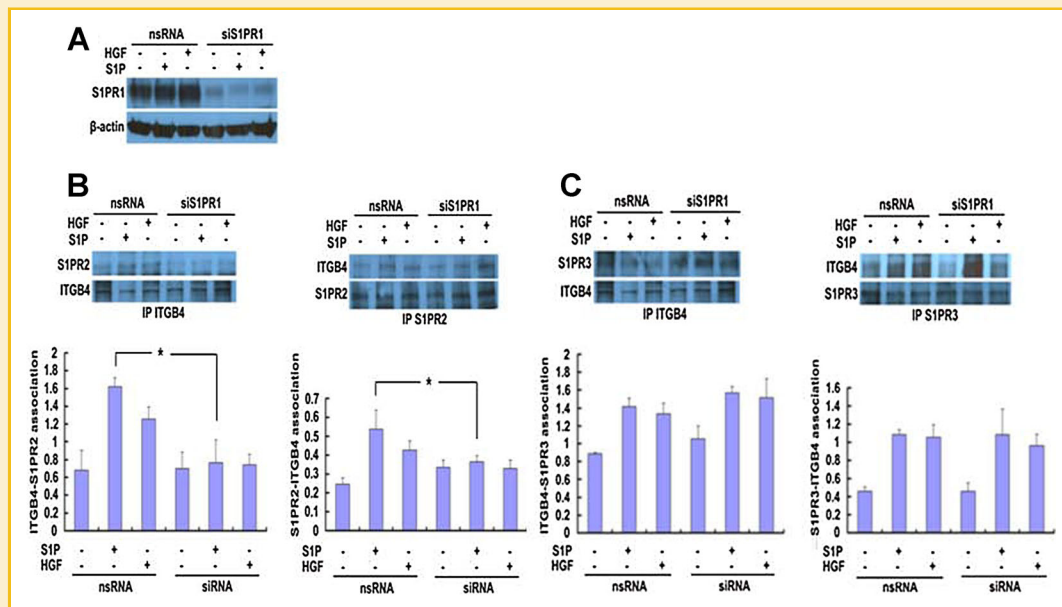 A
nsRNA siS1PR1
HGF - - + - - +
S1P - + - - + -
S1PR1
β-actin
B
nsRNA siS1PR1
HGF - - + - - +
S1P - + - - + -
S1PR2
ITGB4
IP ITGB4
nsRNA siS1PR1
HGF - - + - - +
S1P - + - - + -
ITGB4
S1PR2
IP S1PR2
C
nsRNA siS1PR1
HGF - - + - - +
S1P - + - - + -
S1PR3
ITGB4
IP ITGB4
nsRNA siS1PR1
HGF - - + - - +
S1P - + - - + -
ITGB4
S1PR3
IP S1PR3
ITGB4-S1PR2 association
2
1.8
1.6
1.4
1.2
1
0.8
0.6
0.4
0.2
0
*
S1P - + - - + -
HGF - - + - - +
nsRNA siRNA
S1PR2-ITGB4 association
0.7
0.6
0.5
0.4
0.3
0.2
0.1
0
*
S1P - + - - + -
HGF - - + - - +
nsRNA siRNA
ITGB4-S1PR3 association
2
1.8
1.6
1.4
1.2
1
0.8
0.6
0.4
0.2
0
S1P - + - - + -
HGF - - + - - +
nsRNA siRNA
S1PR3-ITGB4 association
1.6
1.4
1.2
1
0.8
0.6
0.4
0.2
0
S1P - + - - + -
HGF - - + - - +
nsRNA siRNA